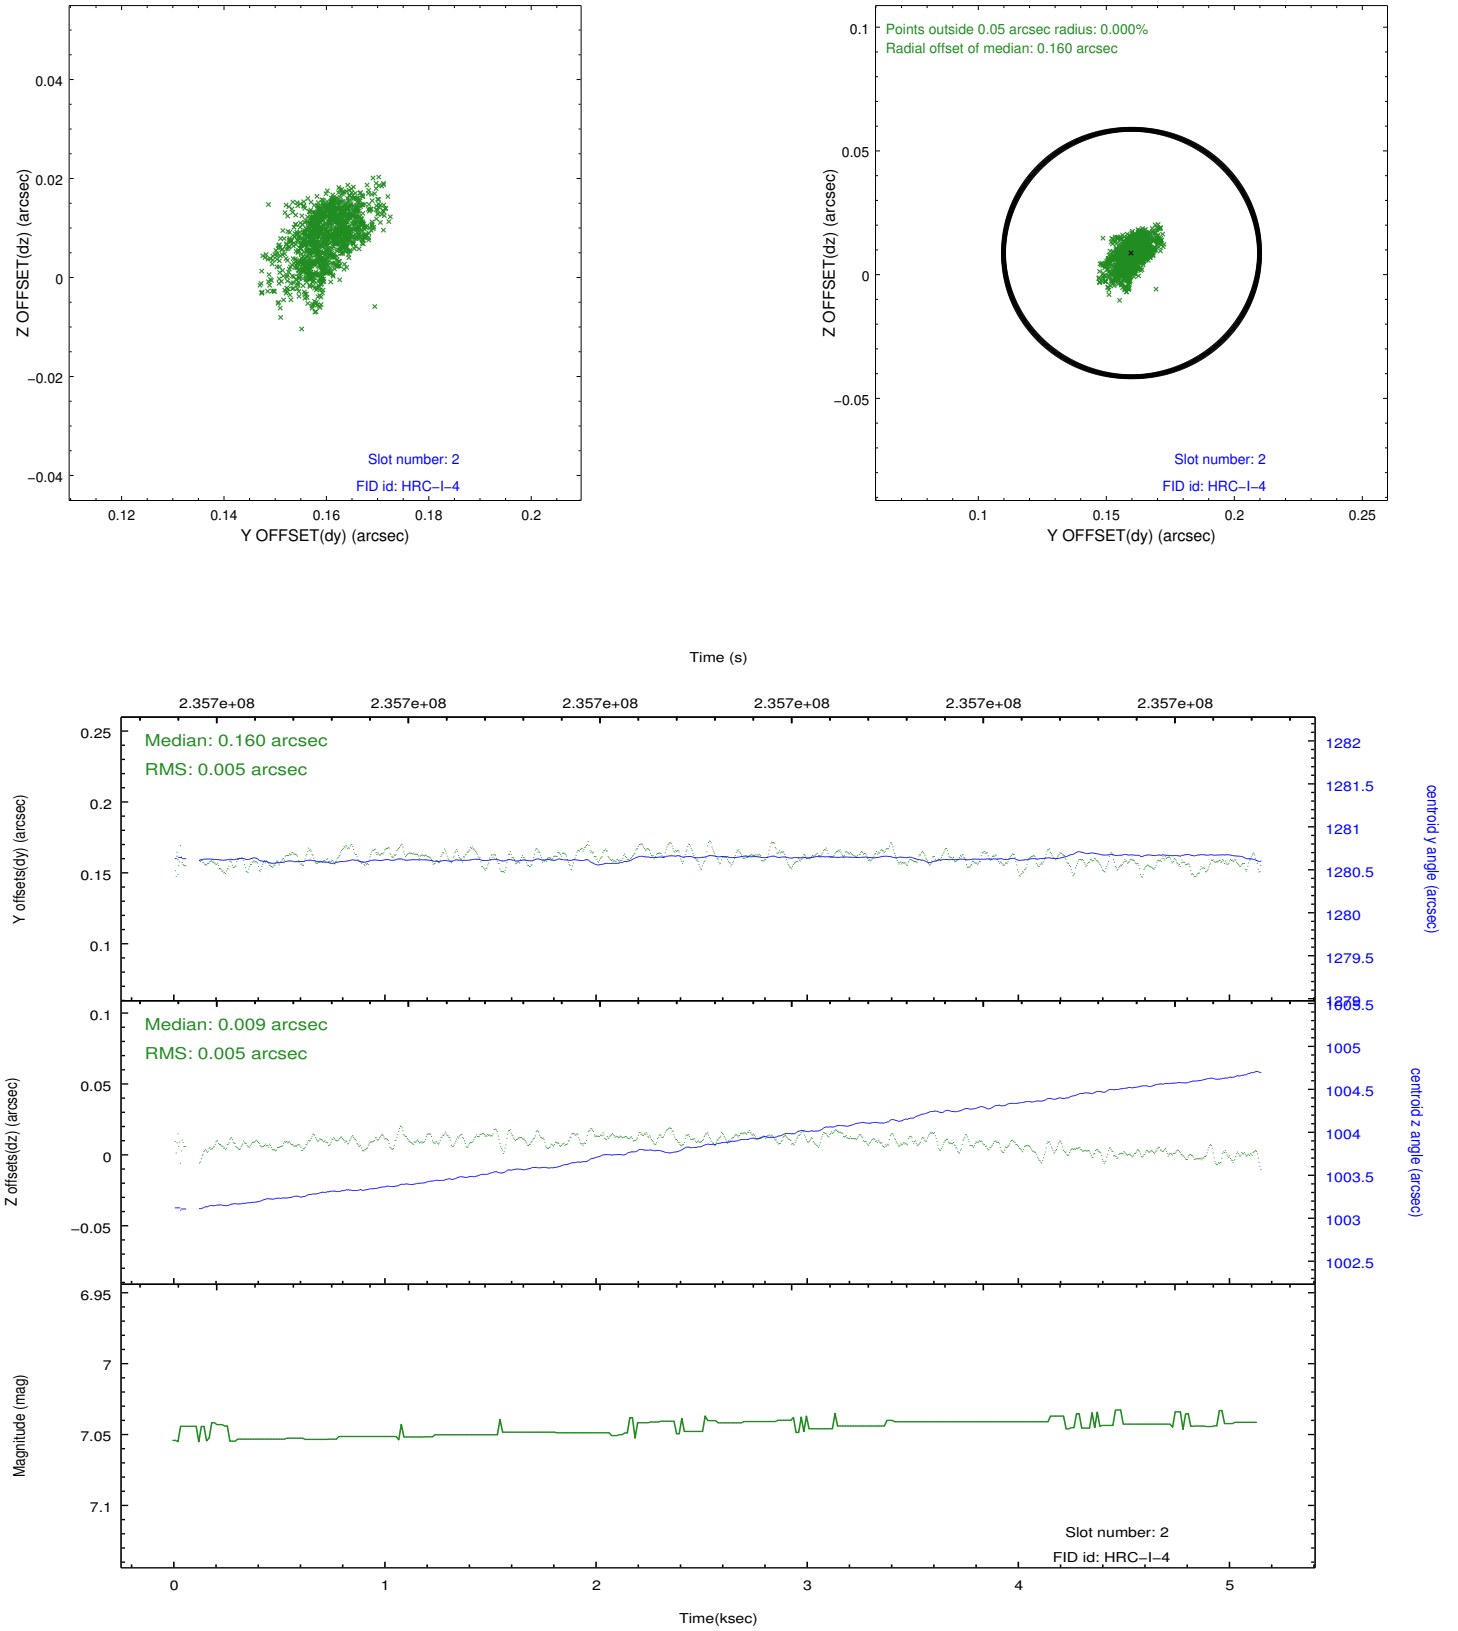 0.04
0.02
0
−0.02
−0.04
0.12
0.14
0.16
0.18
0.2
Z OFFSET(dz) (arcsec)
Y OFFSET(dy) (arcsec)
Slot number: 2
FID id: HRC−I−4
Points outside 0.05 arcsec radius: 0.000%
Radial offset of median: 0.160 arcsec
0.1
0.05
0
−0.05
0.1
0.15
0.2
0.25
Z OFFSET(dz) (arcsec)
Y OFFSET(dy) (arcsec)
Slot number: 2
FID id: HRC−I−4
Time (s)
2.357e+08 2.357e+08 2.357e+08 2.357e+08 2.357e+08 2.357e+08
Median: 0.160 arcsec
RMS: 0.005 arcsec
0.25
0.2
0.15
0.1
Y offsets(dy) (arcsec)
1282
1281.5
1281
1280.5
1280
1279.5
1279
centroid y angle (arcsec)
Median: 0.009 arcsec
RMS: 0.005 arcsec
0.1
0.05
0
−0.05
Z offsets(dz) (arcsec)
1005.5
1005
1004.5
1004
1003.5
1003
1002.5
centroid z angle (arcsec)
6.95
7
7.05
7.1
Magnitude (mag)
Slot number: 2
FID id: HRC−I−4
0 1 2 3 4 5
Time(ksec)